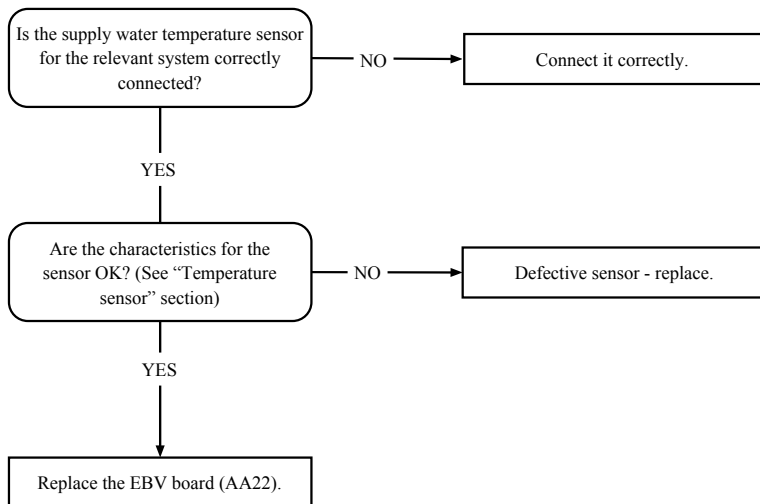 Is the supply water temperature sensor
for the relevant system correctly
connected?
NO
Connect it correctly.
YES
Are the characteristics for the
sensor OK? (See “Temperature
sensor” section)
NO
Defective sensor - replace.
YES
Replace the EBV board (AA22).